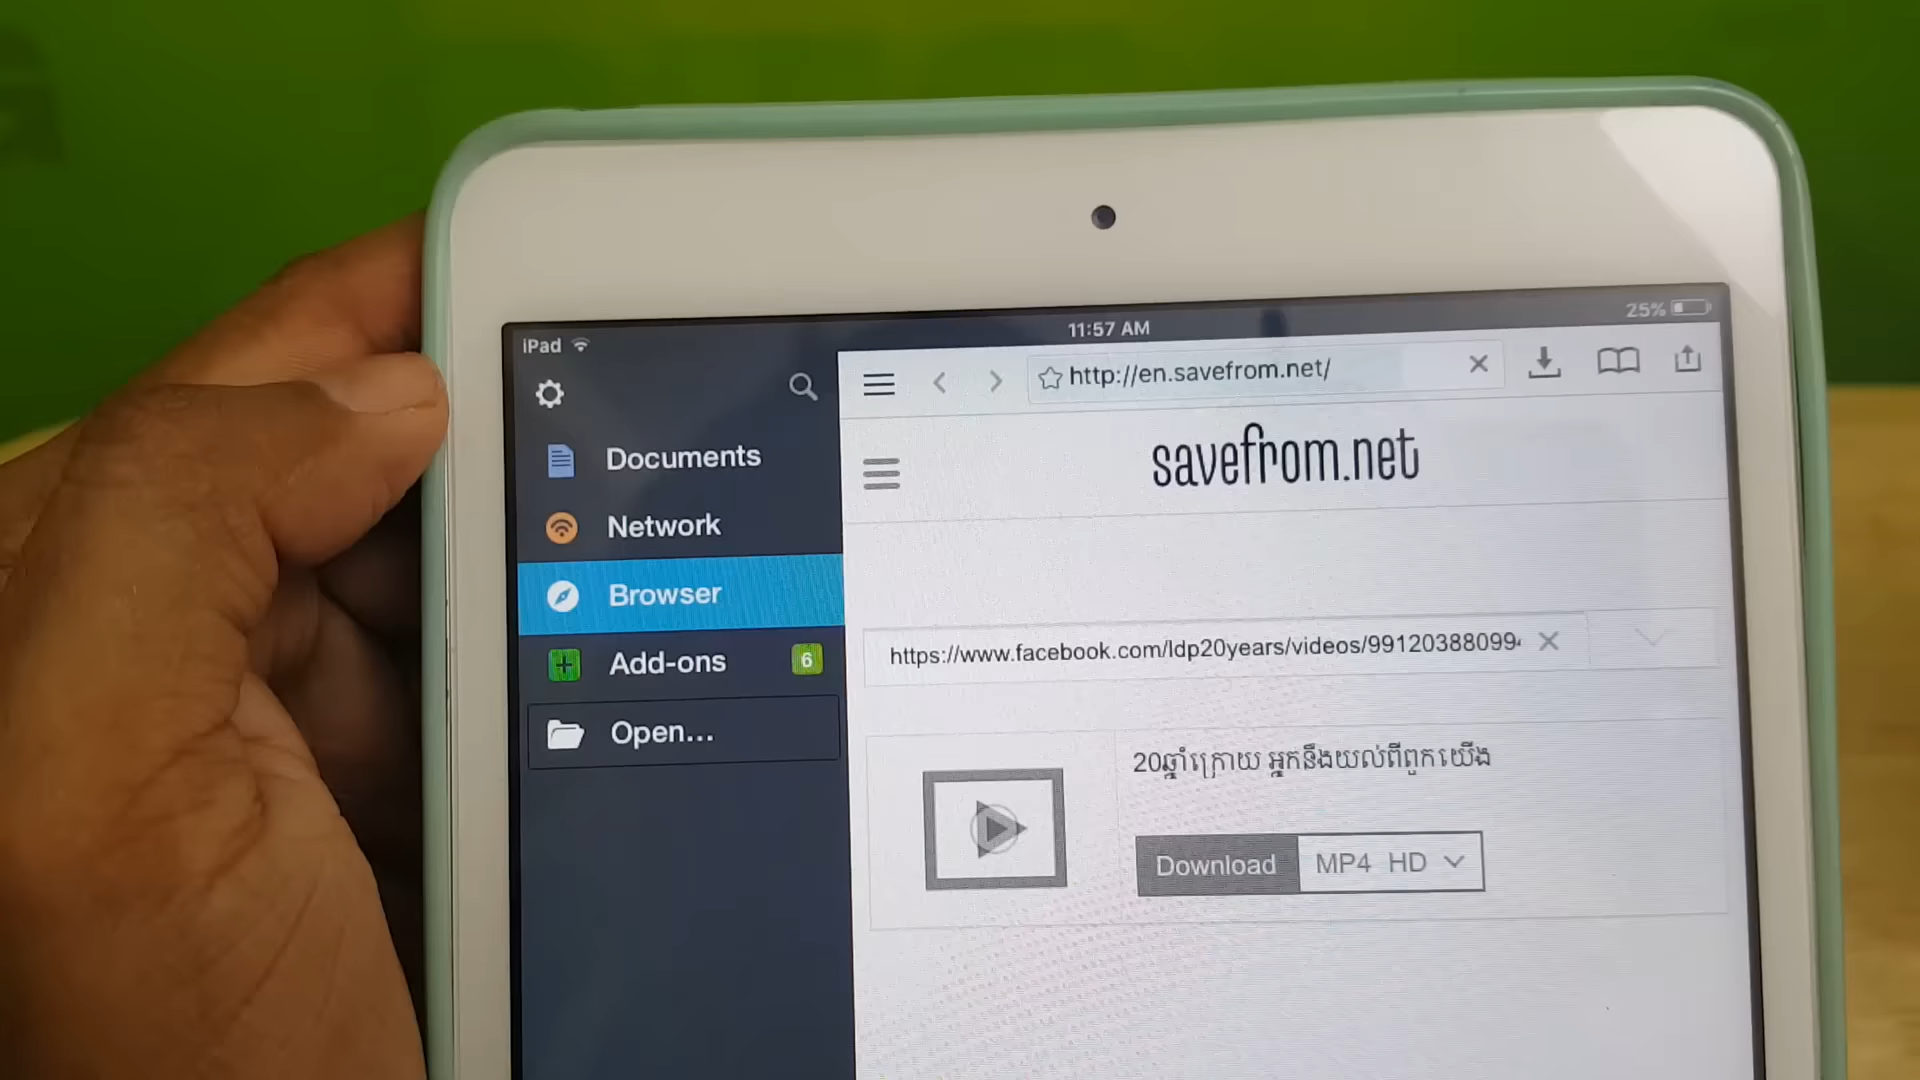 iPad
11:57 AM
25%
http://en.savefrom.net/
Documents
Network
Browser
Add-ons 6
Open...
savefrom.net
https://www.facebook.com/ldp20years/videos/99120388099
20ឆ្នាំក្រោយ អ្នកនឹងយល់ពីពួកយើង
Download MP4 HD